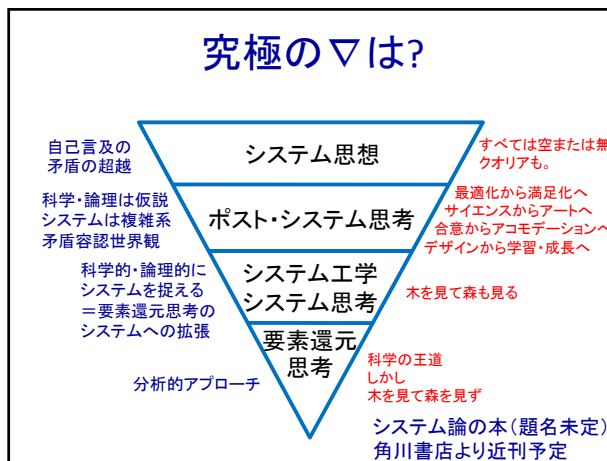 究極の▽は?
自己言及の
矛盾の超越
システム思想
すべては空または無
クオリアも。
科学・論理は仮説
システムは複雑系
矛盾容認世界観
ポスト・システム思考
最適化から満足化へ
サイエンスからアートへ
合意からアコモデーションへ
デザインから学習・成長へ
科学的・論理的に
システムを捉える
=要素還元思考の
システムへの拡張
システム工学
システム思考
木を見て森も見る
分析的アプローチ
要素還元
思考
科学の王道
しかし
木を見て森を見ず
システム論の本(題名未定)
角川書店より近刊予定